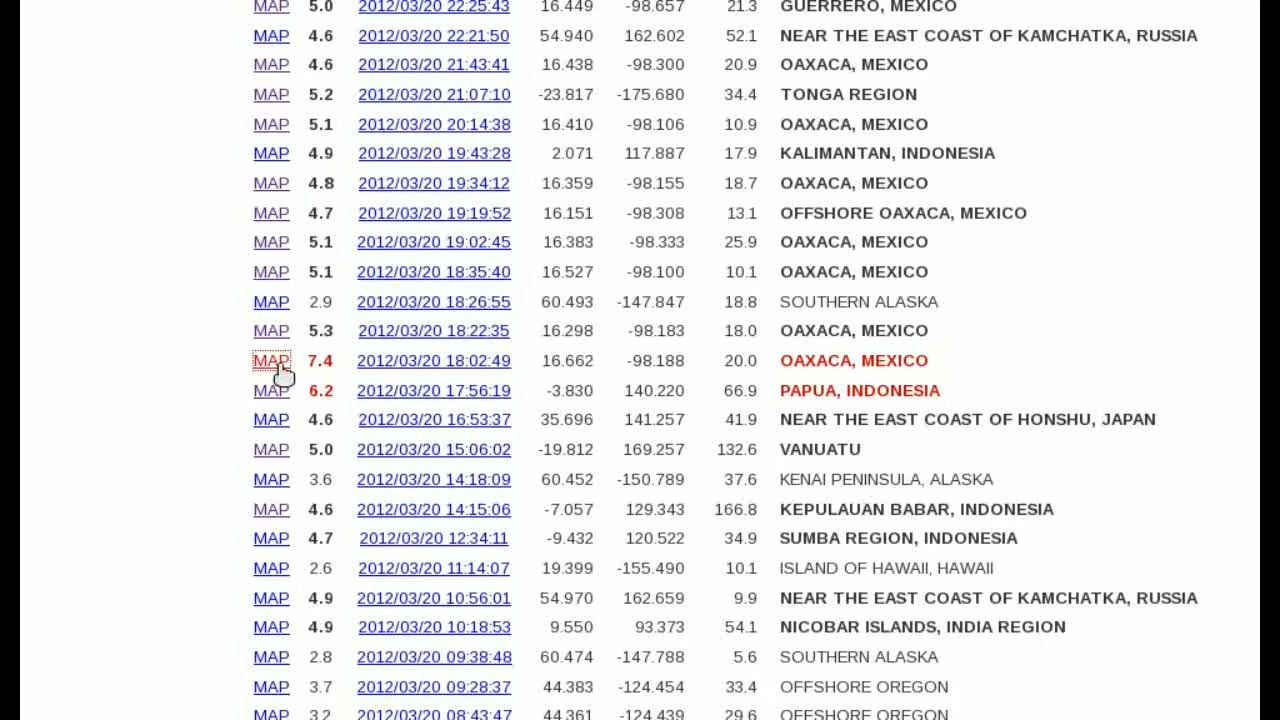 MAP 5.0 2012/03/20 22:25:43 16.449 -98.657 21.3 GUERRERO, MEXICO
MAP 4.6 2012/03/20 22:21:50 54.940 162.602 52.1 NEAR THE EAST COAST OF KAMCHATKA, RUSSIA
MAP 4.6 2012/03/20 21:43:41 16.438 -98.300 20.9 OAXACA, MEXICO
MAP 5.2 2012/03/20 21:07:10 -23.817 -175.680 34.4 TONGA REGION
MAP 5.1 2012/03/20 20:14:38 16.410 -98.106 10.9 OAXACA, MEXICO
MAP 4.9 2012/03/20 19:43:28 2.071 117.887 17.9 KALIMANTAN, INDONESIA
MAP 4.8 2012/03/20 19:34:12 16.359 -98.155 18.7 OAXACA, MEXICO
MAP 4.7 2012/03/20 19:19:52 16.151 -98.308 13.1 OFFSHORE OAXACA, MEXICO
MAP 5.1 2012/03/20 19:02:45 16.383 -98.333 25.9 OAXACA, MEXICO
MAP 5.1 2012/03/20 18:35:40 16.527 -98.100 10.1 OAXACA, MEXICO
MAP 2.9 2012/03/20 18:26:55 60.493 -147.847 18.8 SOUTHERN ALASKA
MAP 5.3 2012/03/20 18:22:35 16.298 -98.183 18.0 OAXACA, MEXICO
MAP 7.4 2012/03/20 18:02:49 16.662 -98.188 20.0 OAXACA, MEXICO
MAP 6.2 2012/03/20 17:56:19 -3.830 140.220 66.9 PAPUA, INDONESIA
MAP 4.6 2012/03/20 16:53:37 35.696 141.257 41.9 NEAR THE EAST COAST OF HONSHU, JAPAN
MAP 5.0 2012/03/20 15:06:02 -19.812 169.257 132.6 VANUATU
MAP 3.6 2012/03/20 14:18:09 60.452 -150.789 37.6 KENAI PENINSULA, ALASKA
MAP 4.6 2012/03/20 14:15:06 -7.057 129.343 166.8 KEPULAUAN BABAR, INDONESIA
MAP 4.7 2012/03/20 12:34:11 -9.432 120.522 34.9 SUMBA REGION, INDONESIA
MAP 2.6 2012/03/20 11:14:07 19.399 -155.490 10.1 ISLAND OF HAWAII, HAWAII
MAP 4.9 2012/03/20 10:56:01 54.970 162.659 9.9 NEAR THE EAST COAST OF KAMCHATKA, RUSSIA
MAP 4.9 2012/03/20 10:18:53 9.550 93.373 54.1 NICOBAR ISLANDS, INDIA REGION
MAP 2.8 2012/03/20 09:38:48 60.474 -147.788 5.6 SOUTHERN ALASKA
MAP 3.7 2012/03/20 09:28:37 44.383 -124.454 33.4 OFFSHORE OREGON
MAP 3.2 2012/03/20 08:43:47 44.361 -124.439 29.6 OFFSHORE OREGON